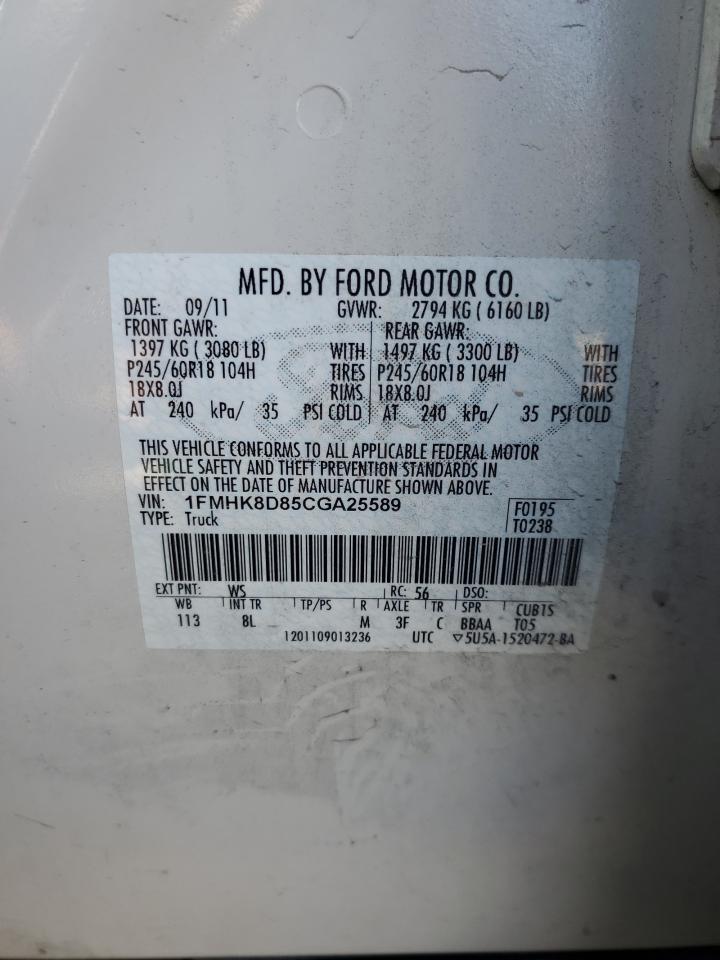 MFD. BY FORD MOTOR CO.
DATE: 09/11 GVWR: 2794 KG ( 6160 LB)
FRONT GAWR: REAR GAWR:
1397 KG ( 3080 LB) WITH 1497 KG ( 3300 LB) WITH
P245/60R18 104H TIRES P245/60R18 104H TIRES
18X8.0J RIMS 18X8.0J RIMS
AT 240 kPa/ 35 PSI COLD AT 240 kPa/ 35 PSI COLD
THIS VEHICLE CONFORMS TO ALL APPLICABLE FEDERAL MOTOR
VEHICLE SAFETY AND THEFT PREVENTION STANDARDS IN
EFFECT ON THE DATE OF MANUFACTURE SHOWN ABOVE.
VIN: 1FMHK8D85CGA25589 F0195
TYPE: Truck T0238
EXT PNT: WS RC: 56 DSO:
WB INT TR TP/PS R AXLE TR SPR CUB1S
113 8L M 3F C BBAA T05
1201109013236 UTC ▽5U5A-1520472-BA